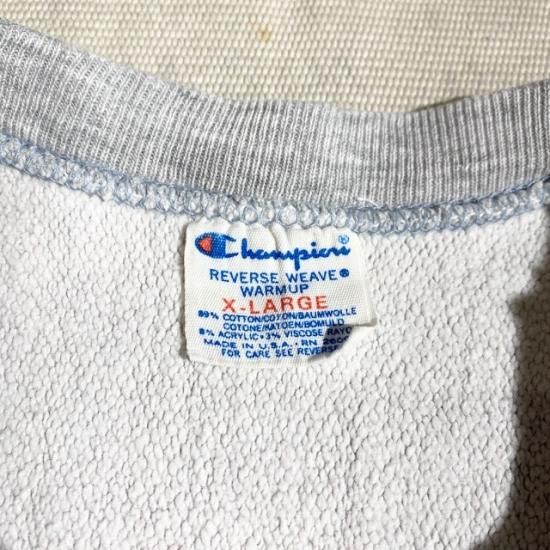 Champion®
REVERSE WEAVE®
WARMUP
X-LARGE
89% COTTON/COTON/BAUMWOLLE
COTONE/KATOEN/BOMULD
8% ACRYLIC • 3% VISCOSE RAYO
MADE IN U.S.A. • RN
FOR CARE SEE REVERSE